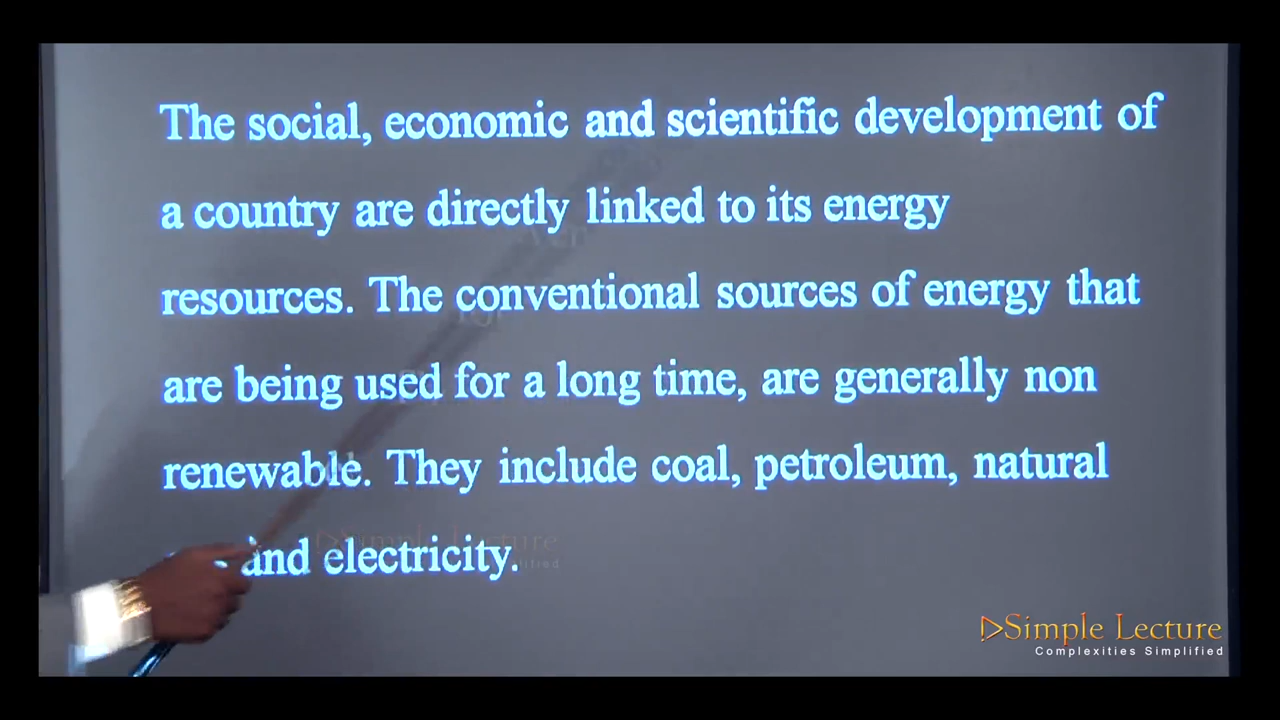 The social, economic and scientific development of
a country are directly linked to its energy
resources. The conventional sources of energy that
are being used for a long time, are generally non
renewable. They include coal, petroleum, natural
and electricity.
Simple Lecture
Simple Lecture
Complexities Simplified